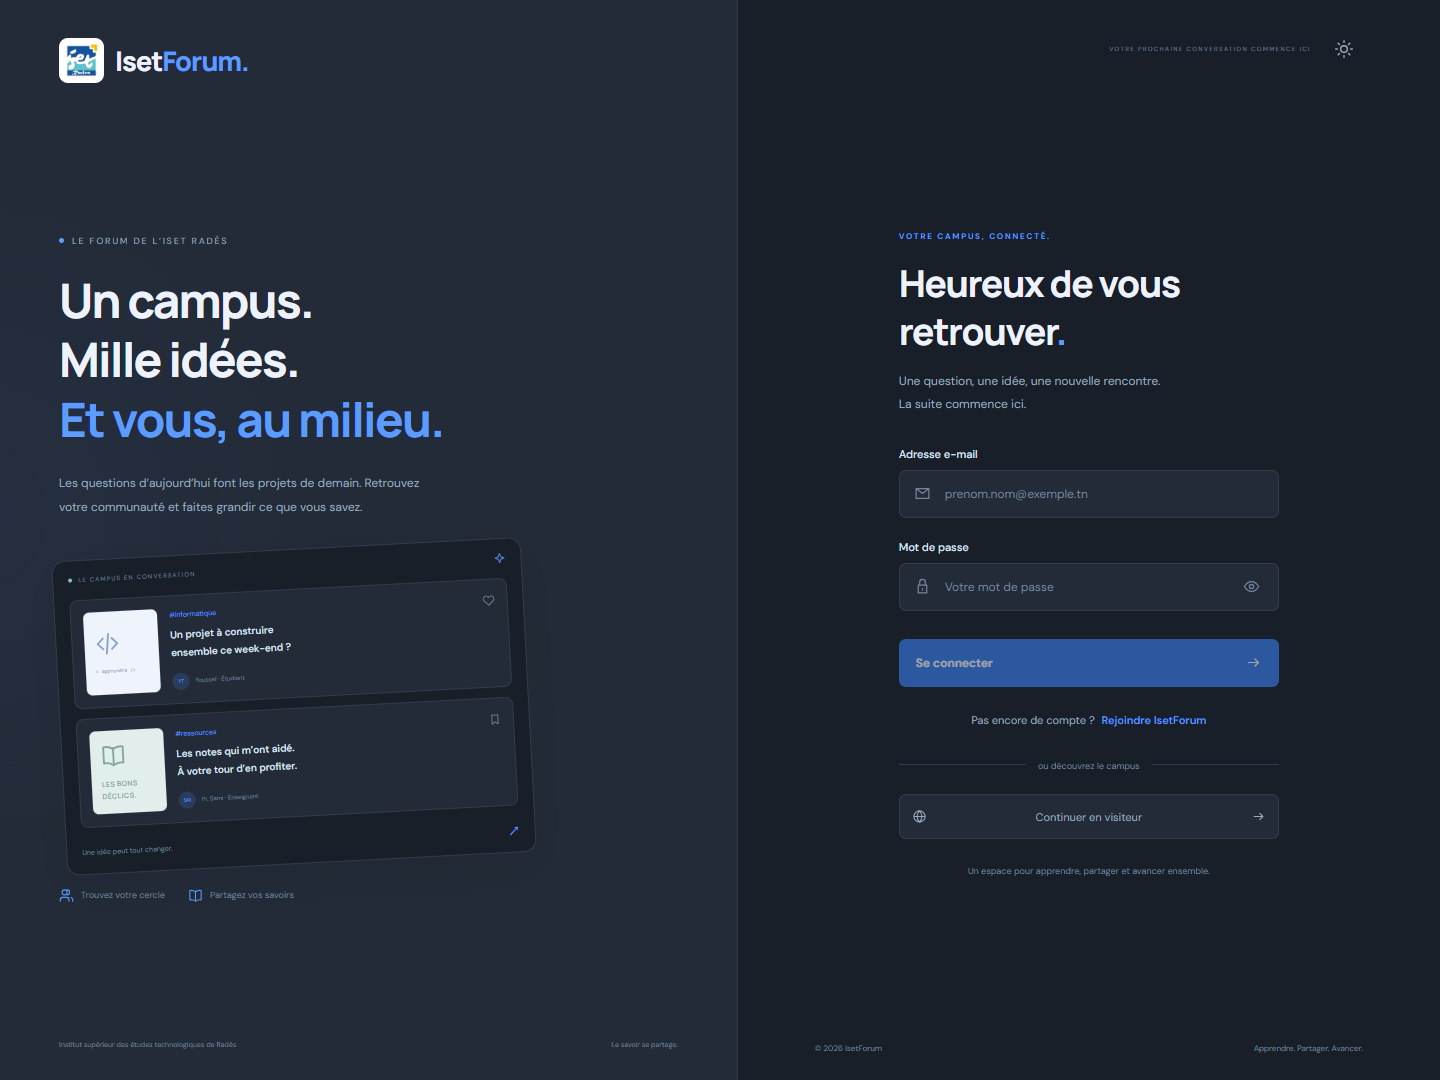 IsetForum.
LE FORUM DE L'ISET RADÈS
Un campus.
Mille idées.
Et vous, au milieu.
Les questions d'aujourd'hui font les projets de demain. Retrouvez
votre communauté et faites grandir ce que vous savez.
LE CAMPUS EN CONVERSATION
#informatique
Un projet à construire
ensemble ce week-end ?
< apprendre />
YT
Youssef · Étudiant
#ressources
Les notes qui m'ont aidé.
À votre tour d'en profiter.
LES BONS
DÉCLICS.
SM
Pr. Sami · Enseignant
Une idée peut tout changer.
Trouvez votre cercle
Partagez vos savoirs
Institut supérieur des études technologiques de Radès
Le savoir se partage.
VOTRE PROCHAINE CONVERSATION COMMENCE ICI
VOTRE CAMPUS, CONNECTÉ.
Heureux de vous
retrouver.
Une question, une idée, une nouvelle rencontre.
La suite commence ici.
Adresse e-mail
prenom.nom@exemple.tn
Mot de passe
Votre mot de passe
Se connecter
Pas encore de compte ? Rejoindre IsetForum
ou découvrez le campus
Continuer en visiteur
Un espace pour apprendre, partager et avancer ensemble.
© 2026 IsetForum
Apprendre. Partager. Avancer.